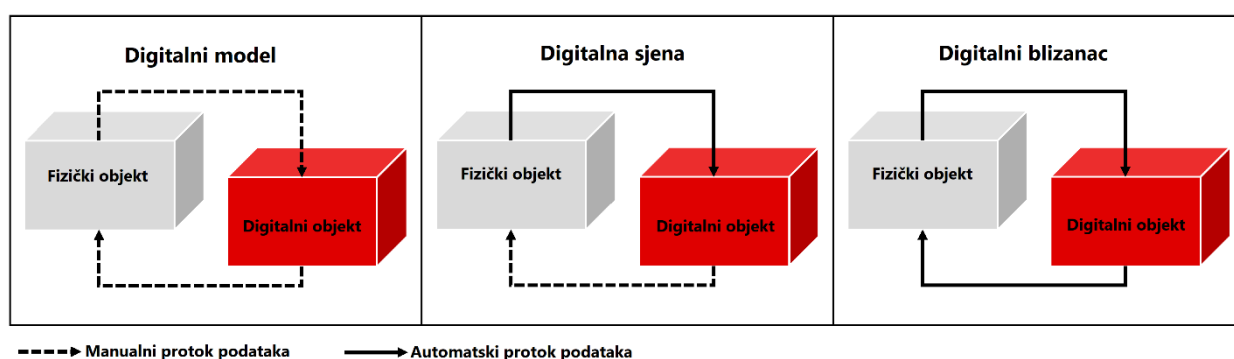 Digitalni model
Fizički objekt
Digitalni objekt
Digitalna sjena
Fizički objekt
Digitalni objekt
Digitalni blizanac
Fizički objekt
Digitalni objekt
Manualni protok podataka
Automatski protok podataka